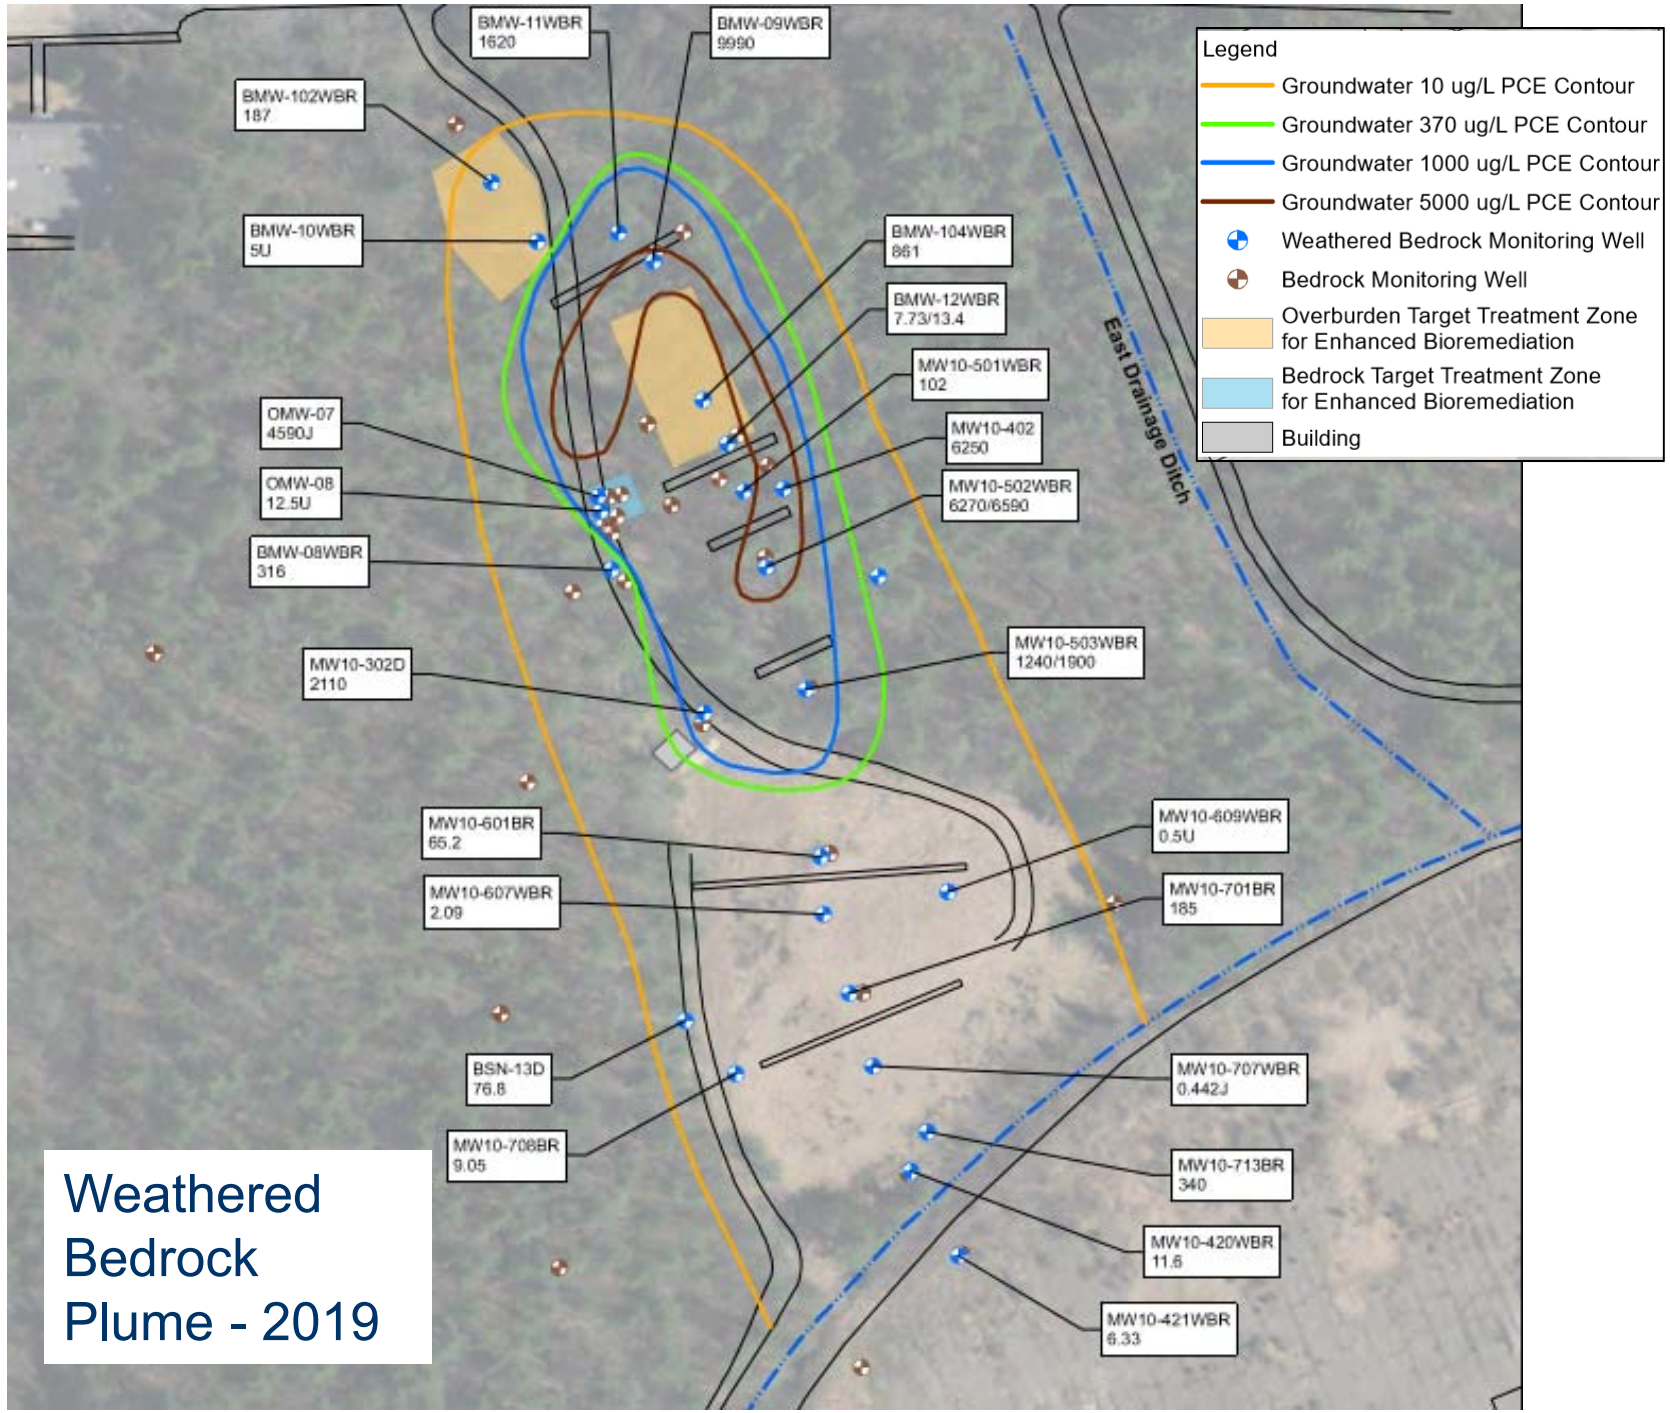 BMW-11WBR
1620
BMW-09WBR
9990
BMW-102WBR
187
BMW-10WBR
5U
BMW-104WBR
861
BMW-12WBR
7.73/13.4
MW10-501WBR
102
OMW-07
4590J
MW10-402
6250
OMW-08
12.5U
MW10-502WBR
6270/6590
BMW-08WBR
316
MW10-302D
2110
MW10-503WBR
1240/1900
MW10-601BR
65.2
MW10-609WBR
0.5U
MW10-607WBR
2.09
MW10-701BR
185
BSN-13D
76.8
MW10-707WBR
0.442J
MW10-708BR
9.05
MW10-713BR
340
MW10-420WBR
11.6
MW10-421WBR
6.33
East Drainage Ditch
Legend
Groundwater 10 ug/L PCE Contour
Groundwater 370 ug/L PCE Contour
Groundwater 1000 ug/L PCE Contour
Groundwater 5000 ug/L PCE Contour
Weathered Bedrock Monitoring Well
Bedrock Monitoring Well
Overburden Target Treatment Zone
for Enhanced Bioremediation
Bedrock Target Treatment Zone
for Enhanced Bioremediation
Building
Weathered
Bedrock
Plume - 2019